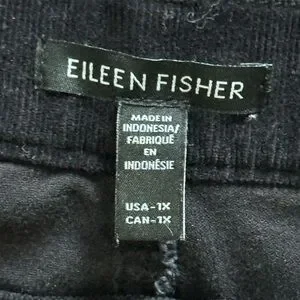 EILEEN FISHER
MADE IN
INDONESIA/
FABRIQUÉ
EN
INDONÉSIE
USA-1X
CAN-1X